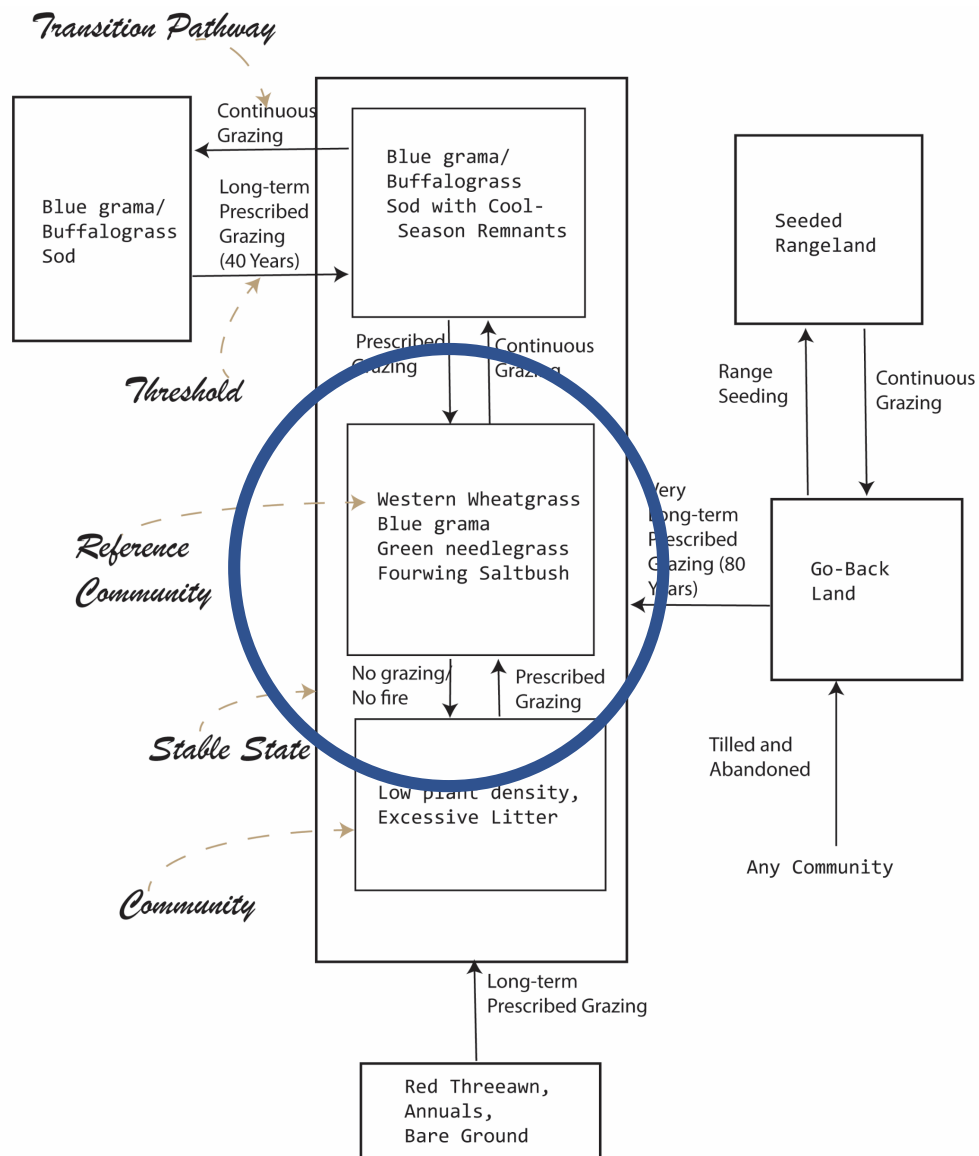 Transition Pathway
Continuous
Grazing
Blue grama/
Buffalograss
Sod
Long-term
Prescribed
Grazing
(40 Years)
Threshold
Blue grama/
Buffalograss
Sod with Cool-
Season Remnants
Prescribed
Grazing
Continuous
Grazing
Seeded
Rangeland
Range
Seeding
Continuous
Grazing
Reference
Community
Western Wheatgrass
Blue grama
Green needlegrass
Fourwing Saltbush
Very
Long-term
Prescribed
Grazing (80
Years)
Go-Back
Land
No grazing/
No fire
Prescribed
Grazing
Stable State
Low plant density,
Excessive Litter
Tilled and
Abandoned
Any Community
Community
Long-term
Prescribed Grazing
Red Threeawn,
Annuals,
Bare Ground